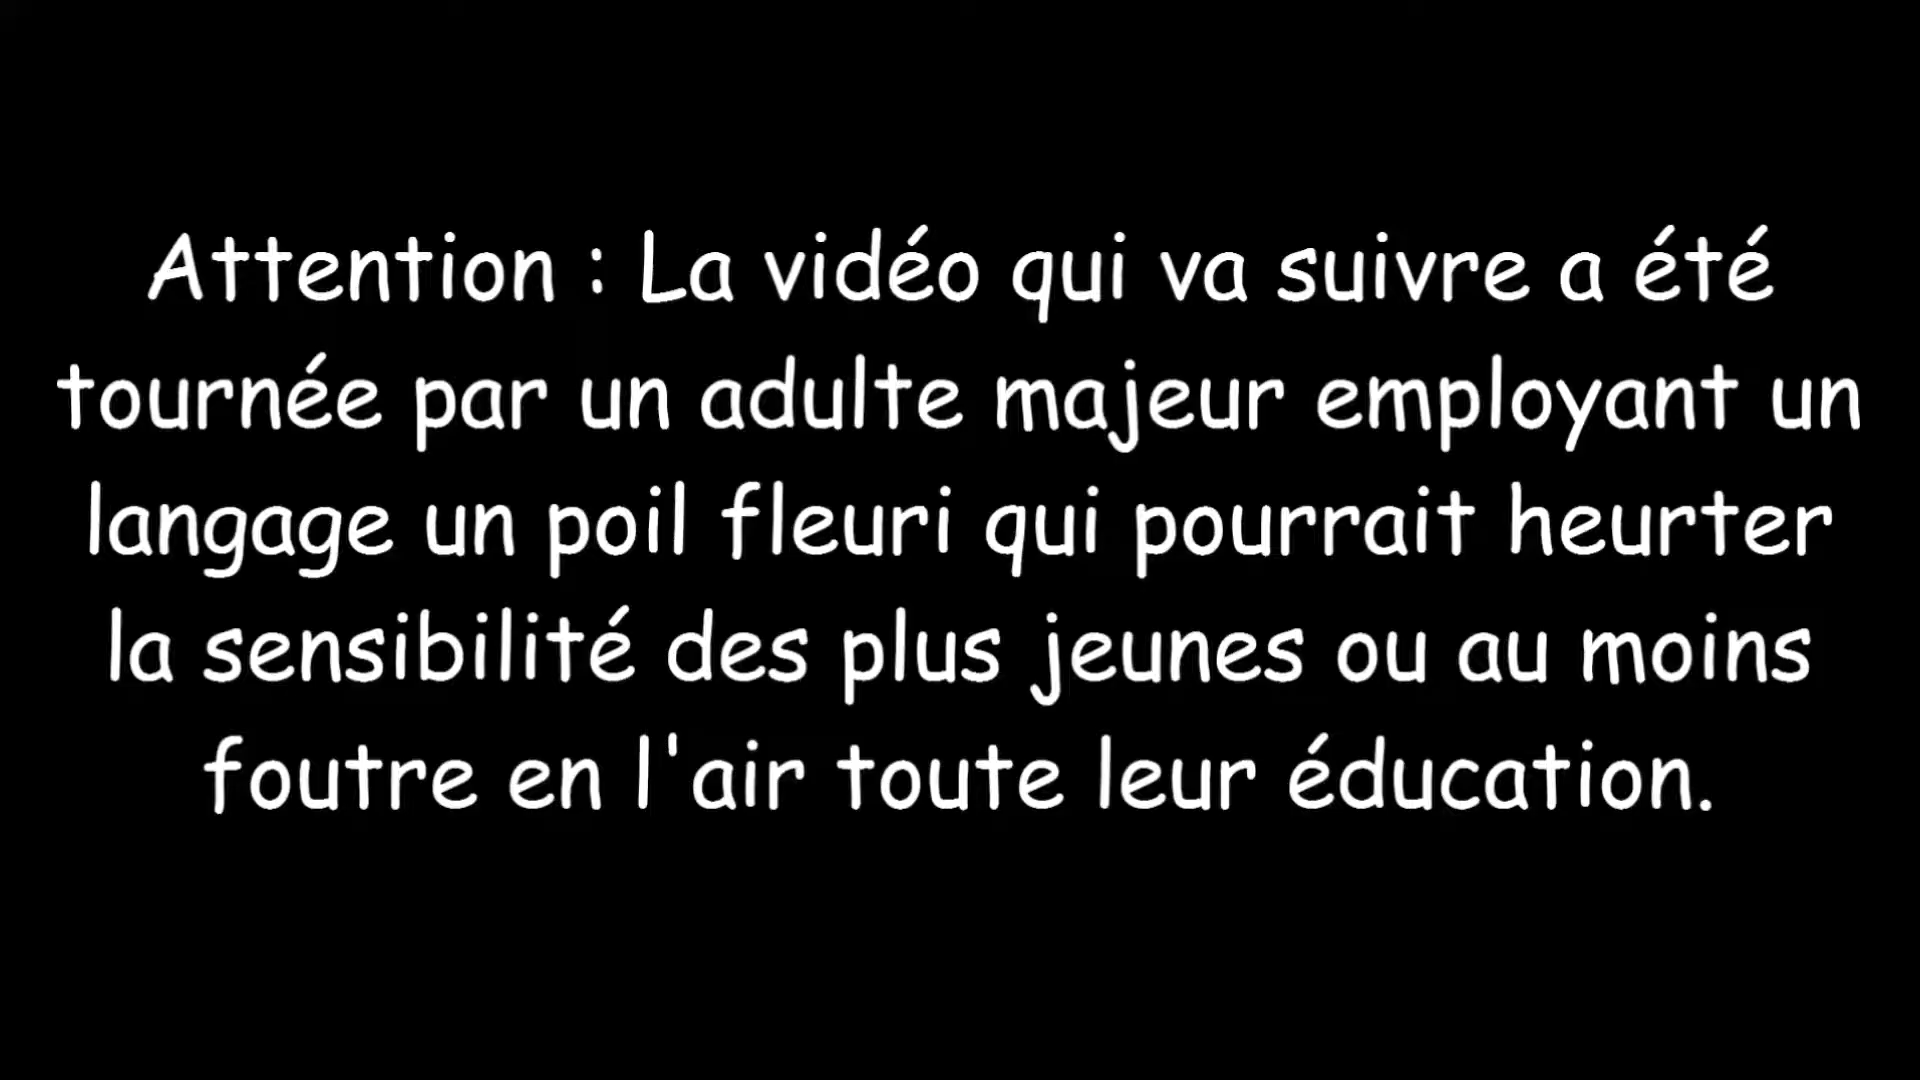 Attention : La vidéo qui va suivre a été
tournée par un adulte majeur employant un
langage un poil fleuri qui pourrait heurter
la sensibilité des plus jeunes ou au moins
foutre en l'air toute leur éducation.